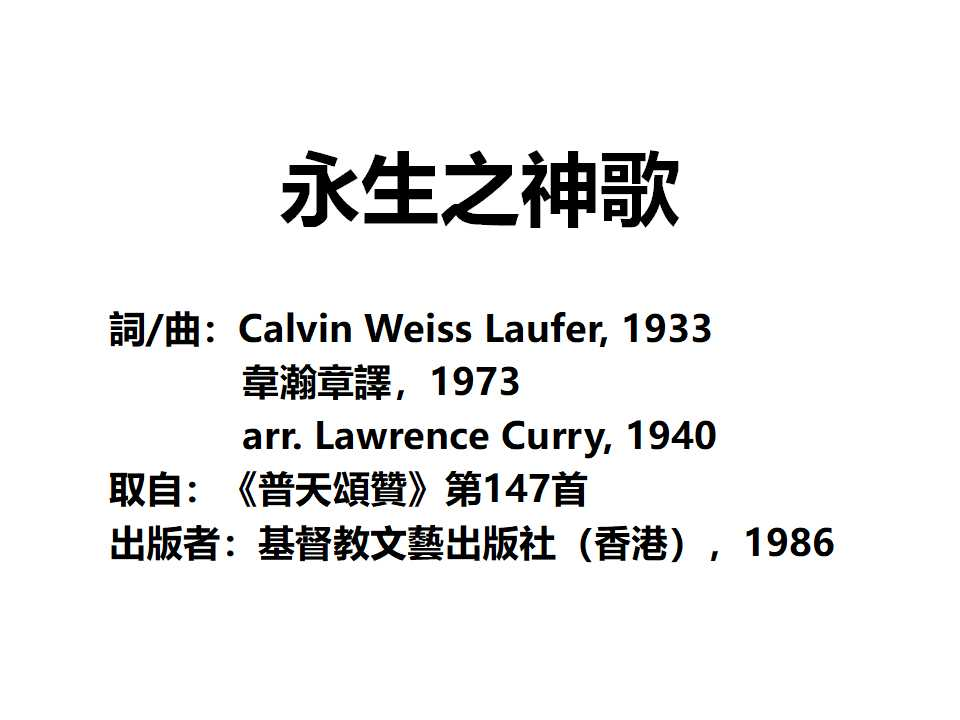 永生之神歌
詞/曲：Calvin Weiss Laufer, 1933
韋瀚章譯，1973
arr. Lawrence Curry, 1940
取自：《普天頌贊》第147首
出版者：基督教文藝出版社（香港），1986